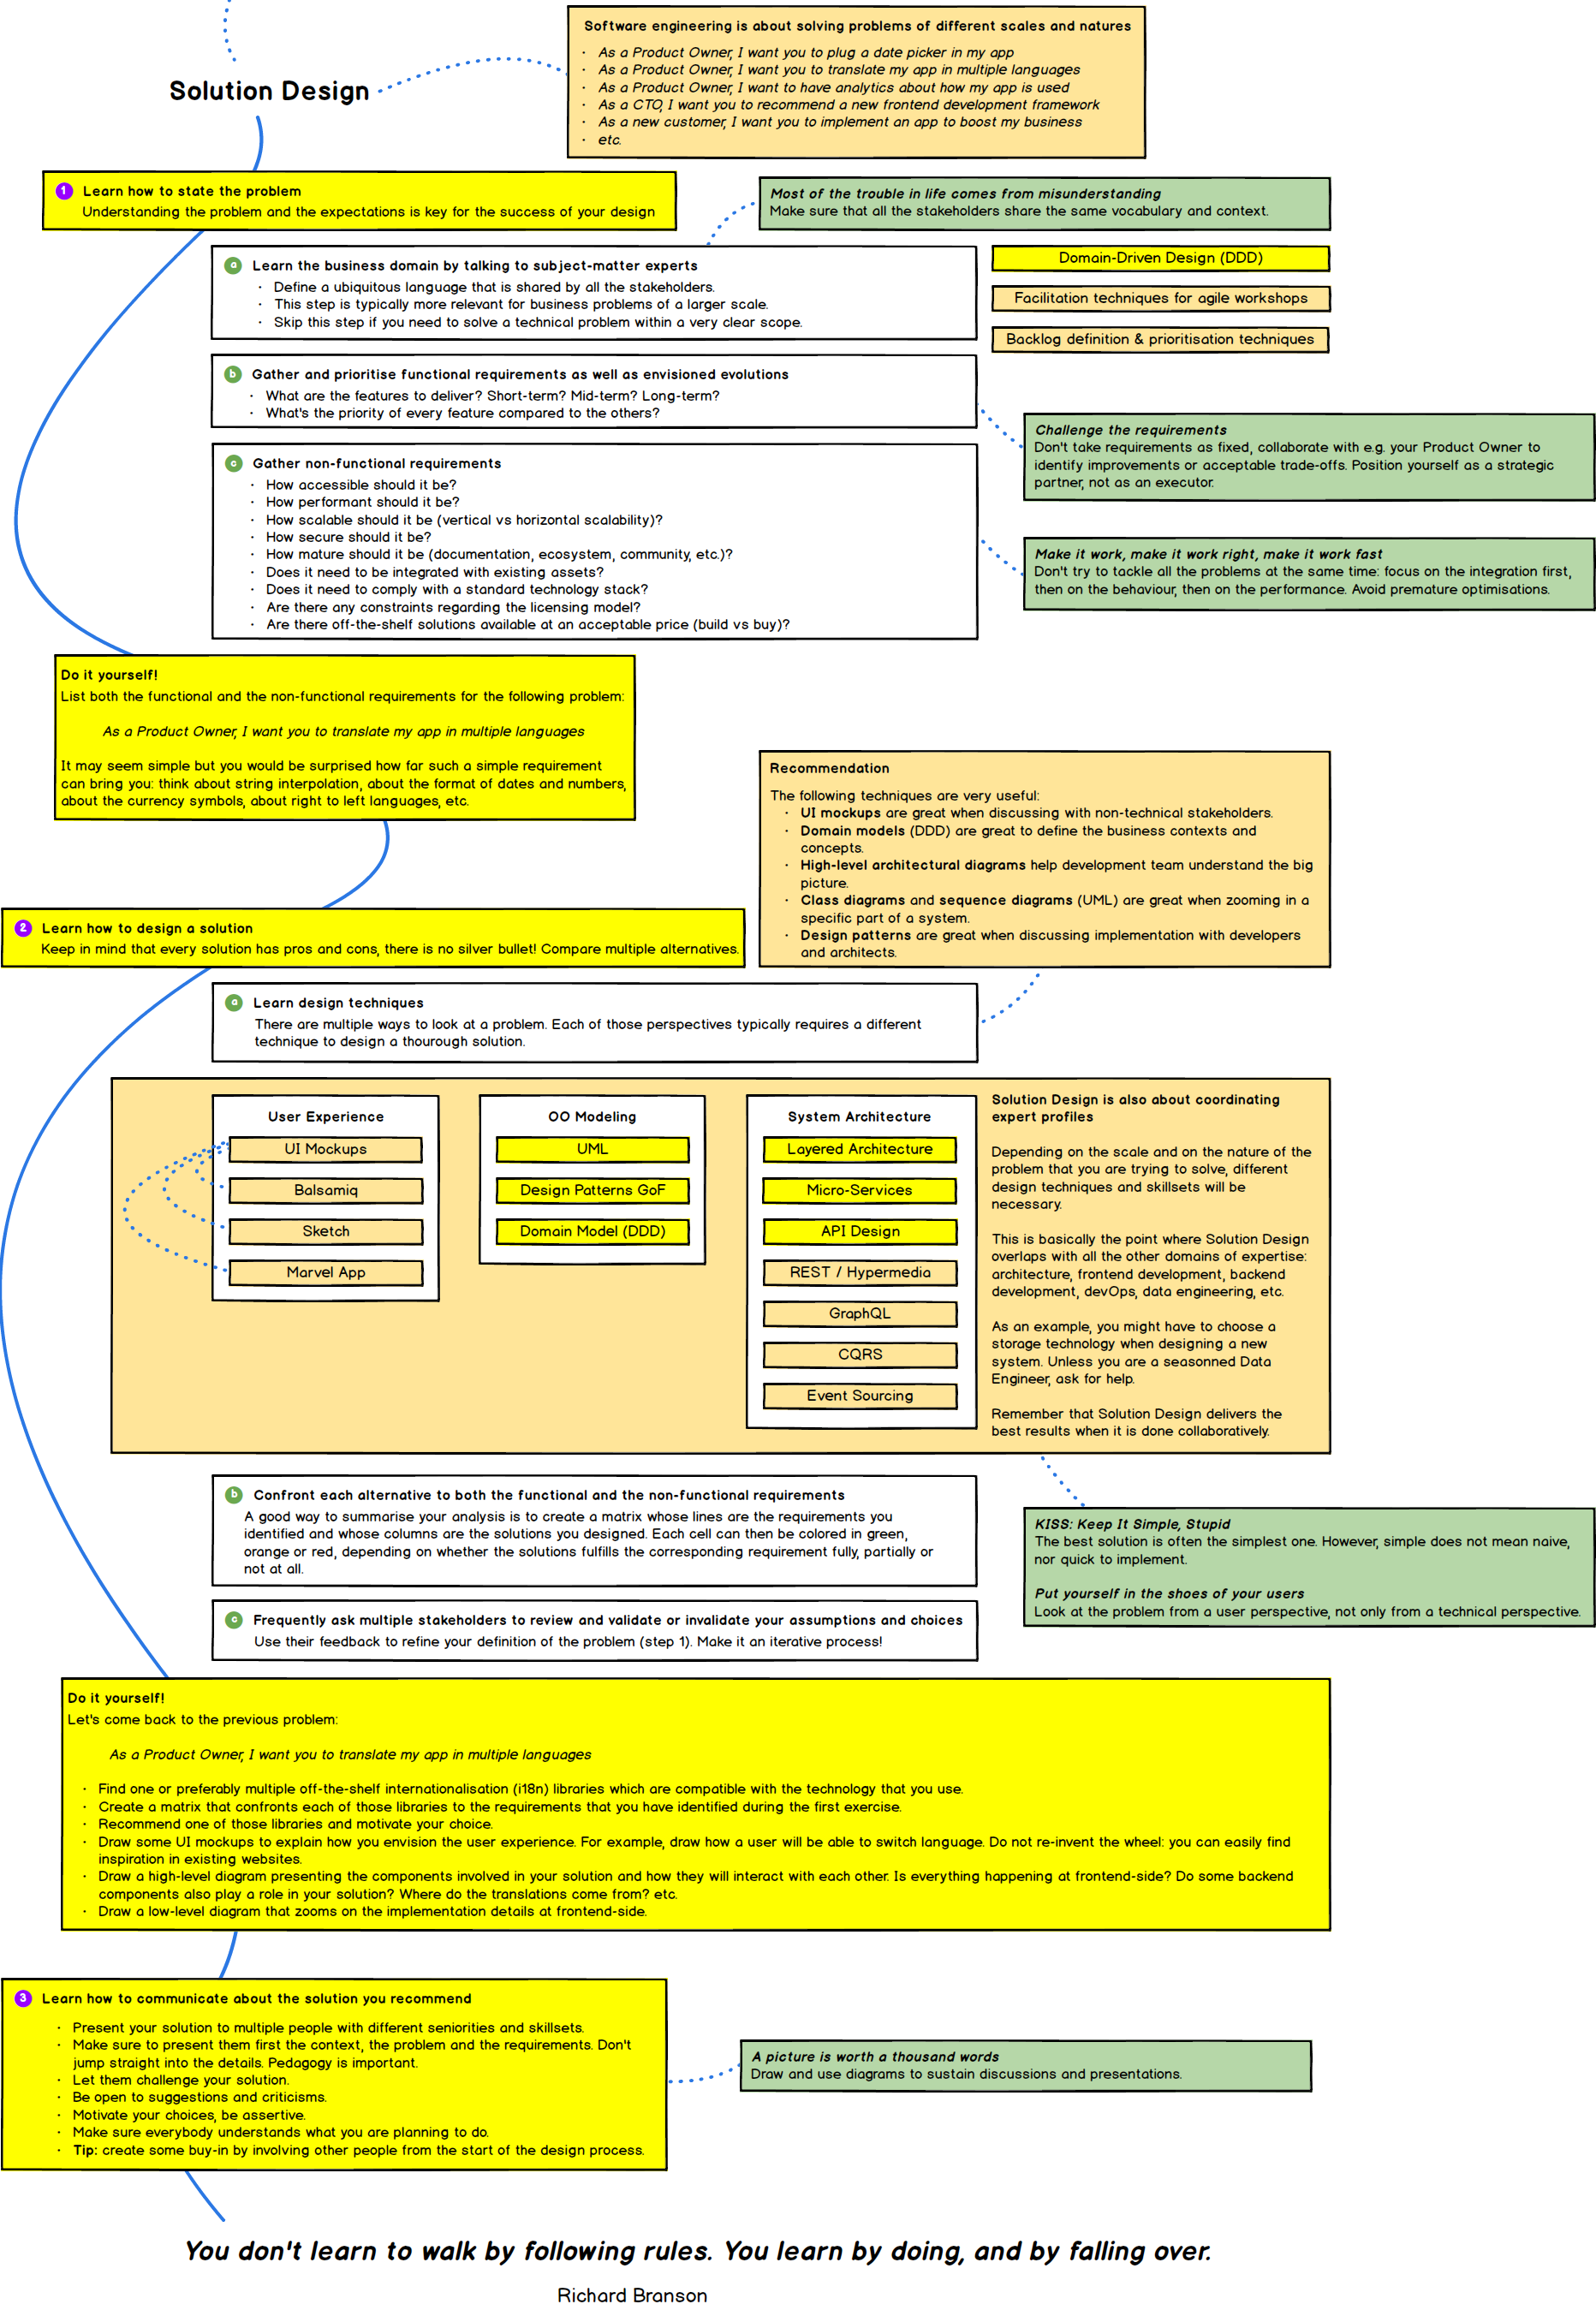 Software engineering is about solving problems of different scales and natures
· As a Product Owner, I want you to plug a date picker in my app
· As a Product Owner, I want you to translate my app in multiple languages
· As a Product Owner, I want to have analytics about how my app is used
· As a CTO, I want you to recommend a new frontend development framework
· As a new customer, I want you to implement an app to boost my business
· etc.
Solution Design
1 Learn how to state the problem
Understanding the problem and the expectations is key for the success of your design
Most of the trouble in life comes from misunderstanding
Make sure that all the stakeholders share the same vocabulary and context.
a Learn the business domain by talking to subject-matter experts
· Define a ubiquitous language that is shared by all the stakeholders.
· This step is typically more relevant for business problems of a larger scale.
· Skip this step if you need to solve a technical problem within a very clear scope.
Domain-Driven Design (DDD)
Facilitation techniques for agile workshops
Backlog definition & prioritisation techniques
b Gather and prioritise functional requirements as well as envisioned evolutions
· What are the features to deliver? Short-term? Mid-term? Long-term?
· What's the priority of every feature compared to the others?
Challenge the requirements
Don't take requirements as fixed, collaborate with e.g. your Product Owner to
identify improvements or acceptable trade-offs. Position yourself as a strategic
partner, not as an executor.
c Gather non-functional requirements
· How accessible should it be?
· How performant should it be?
· How scalable should it be (vertical vs horizontal scalability)?
· How secure should it be?
· How mature should it be (documentation, ecosystem, community, etc.)?
· Does it need to be integrated with existing assets?
· Does it need to comply with a standard technology stack?
· Are there any constraints regarding the licensing model?
· Are there off-the-shelf solutions available at an acceptable price (build vs buy)?
Make it work, make it work right, make it work fast
Don't try to tackle all the problems at the same time: focus on the integration first,
then on the behaviour, then on the performance. Avoid premature optimisations.
Do it yourself!
List both the functional and the non-functional requirements for the following problem:
As a Product Owner, I want you to translate my app in multiple languages
It may seem simple but you would be surprised how far such a simple requirement
can bring you: think about string interpolation, about the format of dates and numbers,
about the currency symbols, about right to left languages, etc.
Recommendation
The following techniques are very useful:
· UI mockups are great when discussing with non-technical stakeholders.
· Domain models (DDD) are great to define the business contexts and
concepts.
· High-level architectural diagrams help development team understand the big
picture.
· Class diagrams and sequence diagrams (UML) are great when zooming in a
specific part of a system.
· Design patterns are great when discussing implementation with developers
and architects.
2 Learn how to design a solution
Keep in mind that every solution has pros and cons, there is no silver bullet! Compare multiple alternatives.
a Learn design techniques
There are multiple ways to look at a problem. Each of those perspectives typically requires a different
technique to design a thourough solution.
User Experience
UI Mockups
Balsamiq
Sketch
Marvel App
OO Modeling
UML
Design Patterns GoF
Domain Model (DDD)
System Architecture
Layered Architecture
Micro-Services
API Design
REST / Hypermedia
GraphQL
CQRS
Event Sourcing
Solution Design is also about coordinating
expert profiles
Depending on the scale and on the nature of the
problem that you are trying to solve, different
design techniques and skillsets will be
necessary.
This is basically the point where Solution Design
overlaps with all the other domains of expertise:
architecture, frontend development, backend
development, devOps, data engineering, etc.
As an example, you might have to choose a
storage technology when designing a new
system. Unless you are a seasonned Data
Engineer, ask for help.
Remember that Solution Design delivers the
best results when it is done collaboratively.
b Confront each alternative to both the functional and the non-functional requirements
A good way to summarise your analysis is to create a matrix whose lines are the requirements you
identified and whose columns are the solutions you designed. Each cell can then be colored in green,
orange or red, depending on whether the solutions fulfills the corresponding requirement fully, partially or
not at all.
KISS: Keep It Simple, Stupid
The best solution is often the simplest one. However, simple does not mean naive,
nor quick to implement.
Put yourself in the shoes of your users
Look at the problem from a user perspective, not only from a technical perspective.
c Frequently ask multiple stakeholders to review and validate or invalidate your assumptions and choices
Use their feedback to refine your definition of the problem (step 1). Make it an iterative process!
Do it yourself!
Let's come back to the previous problem:
As a Product Owner, I want you to translate my app in multiple languages
· Find one or preferably multiple off-the-shelf internationalisation (i18n) libraries which are compatible with the technology that you use.
· Create a matrix that confronts each of those libraries to the requirements that you have identified during the first exercise.
· Recommend one of those libraries and motivate your choice.
· Draw some UI mockups to explain how you envision the user experience. For example, draw how a user will be able to switch language. Do not re-invent the wheel: you can easily find
inspiration in existing websites.
· Draw a high-level diagram presenting the components involved in your solution and how they will interact with each other. Is everything happening at frontend-side? Do some backend
components also play a role in your solution? Where do the translations come from? etc.
· Draw a low-level diagram that zooms on the implementation details at frontend-side.
3 Learn how to communicate about the solution you recommend
· Present your solution to multiple people with different seniorities and skillsets.
· Make sure to present them first the context, the problem and the requirements. Don't
jump straight into the details. Pedagogy is important.
· Let them challenge your solution.
· Be open to suggestions and criticisms.
· Motivate your choices, be assertive.
· Make sure everybody understands what you are planning to do.
· Tip: create some buy-in by involving other people from the start of the design process.
A picture is worth a thousand words
Draw and use diagrams to sustain discussions and presentations.
You don't learn to walk by following rules. You learn by doing, and by falling over.
Richard Branson